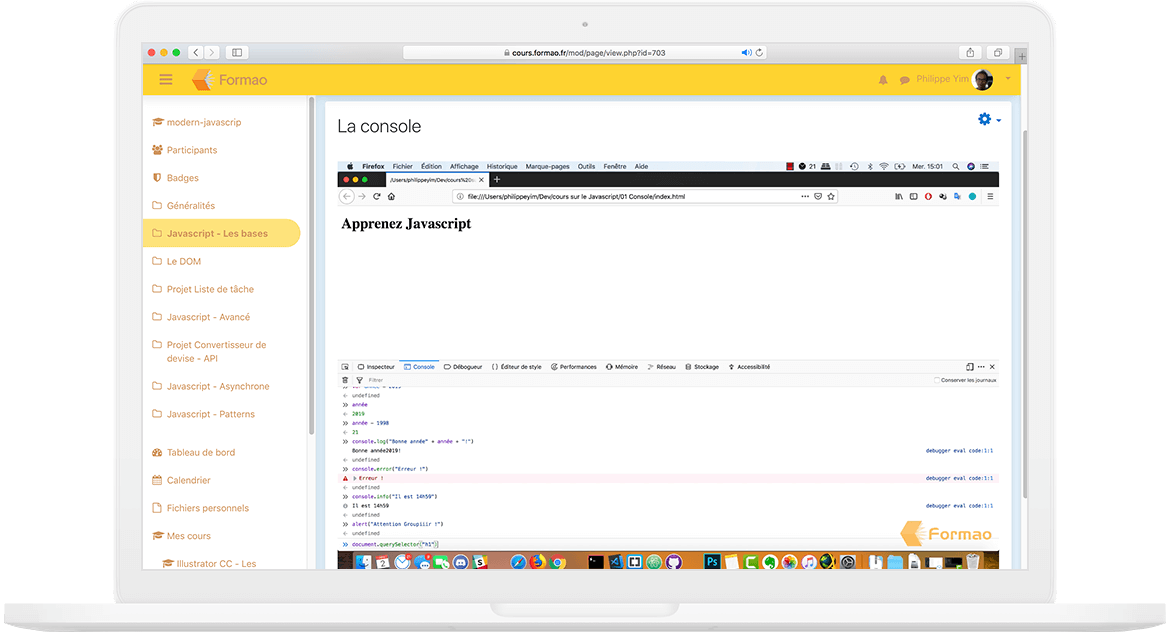 cours.formao.fr/mod/page/view.php?id=703
Formao
Philippe Yim
modern-javascrip
Participants
Badges
Généralités
Javascript - Les bases
Le DOM
Projet Liste de tâche
Javascript - Avancé
Projet Convertisseur de
devise - API
Javascript - Asynchrone
Javascript - Patterns
Tableau de bord
Calendrier
Fichiers personnels
Mes cours
Illustrator CC - Les
La console
Firefox Fichier Édition Affichage Historique Marque-pages Outils Fenêtre Aide 21 Mer. 15:01
/Users/philippeyim/Dev/cours%20s
file:///Users/philippeyim/Dev/cours sur le Javascript/01 Console/index.html
Apprenez Javascript
Inspecteur Console Débogueur Éditeur de style Performances Mémoire Réseau Stockage Accessibilité
Filtrer Conserver les journaux
undefined
année
2019
année - 1998
21
console.log("Bonne année" + année + "!")
Bonne année2019! debugger eval code:1:1
undefined
console.error("Erreur !")
Erreur ! debugger eval code:1:1
undefined
console.info("Il est 14h59")
Il est 14h59 debugger eval code:1:1
undefined
alert("Attention Groupiiir !")
undefined
document.querySelector("h1")
Formao